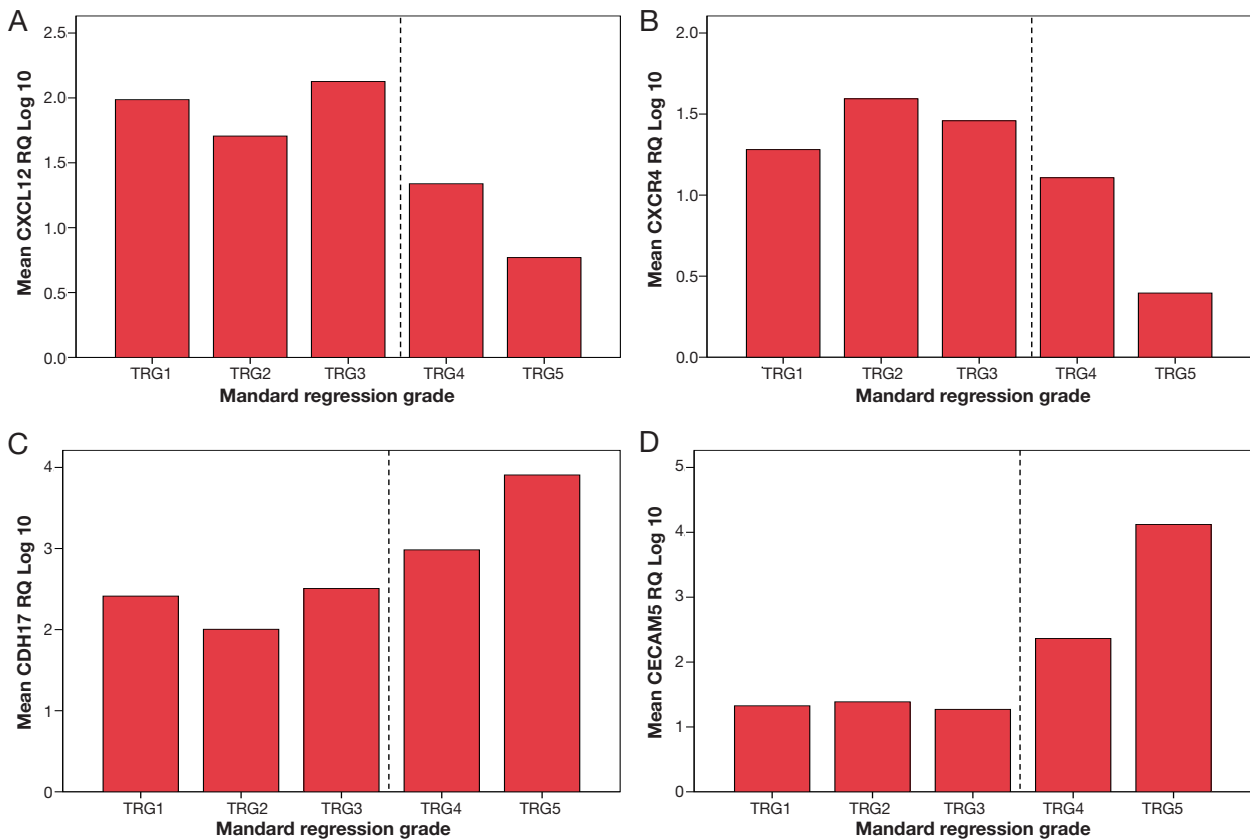 A
Mean CXCL12 RQ Log 10
2.5
2.0
1.5
1.0
0.5
0.0
TRG1 TRG2 TRG3 TRG4 TRG5
Mandard regression grade
B
Mean CXCR4 RQ Log 10
2.0
1.5
1.0
0.5
0.0
TRG1 TRG2 TRG3 TRG4 TRG5
Mandard regression grade
C
Mean CDH17 RQ Log 10
4
3
2
1
0
TRG1 TRG2 TRG3 TRG4 TRG5
Mandard regression grade
D
Mean CECAM5 RQ Log 10
5
4
3
2
1
0
TRG1 TRG2 TRG3 TRG4 TRG5
Mandard regression grade